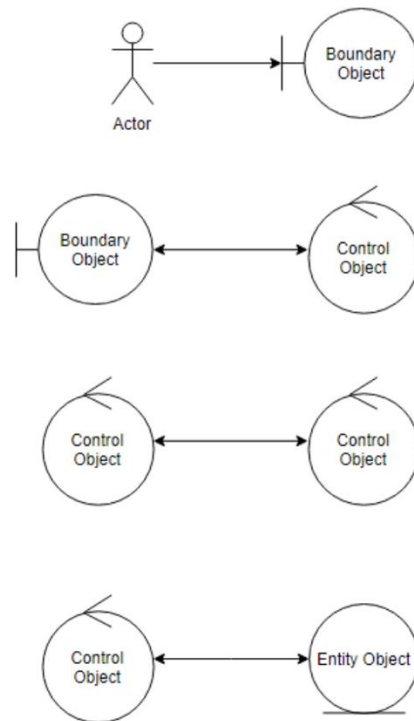 Boundary
Object
Actor
Boundary
Object
Control
Object
Control
Object
Control
Object
Control
Object
Entity Object